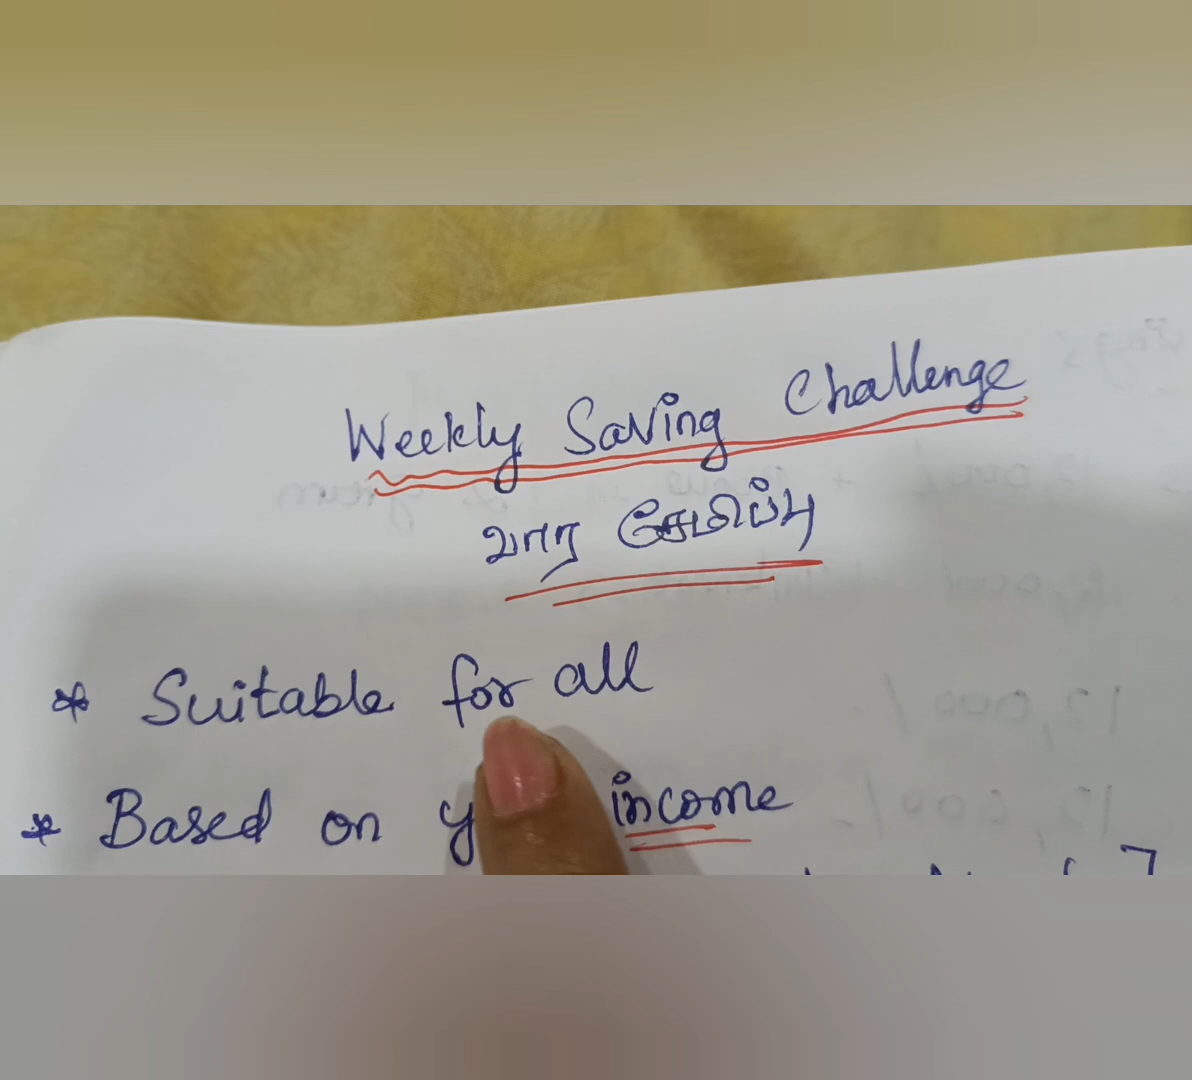 Weekly Saving Challenge
வார சேமிப்பு
* Suitable for all
* Based on y income